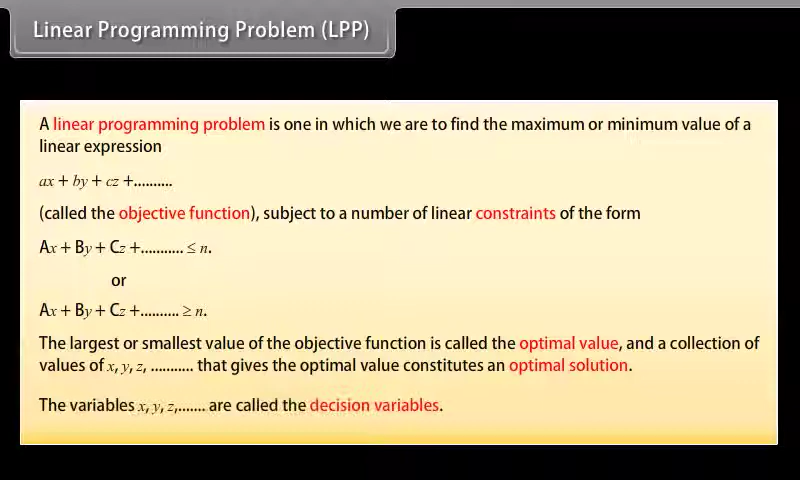 Linear Programming Problem (LPP)
A linear programming problem is one in which we are to find the maximum or minimum value of a
linear expression
ax + by + cz +..........
(called the objective function), subject to a number of linear constraints of the form
Ax + By + Cz +........... ≤ n.
or
Ax + By + Cz +.......... ≥ n.
The largest or smallest value of the objective function is called the optimal value, and a collection of
values of x, y, z, ........... that gives the optimal value constitutes an optimal solution.
The variables x, y, z,....... are called the decision variables.